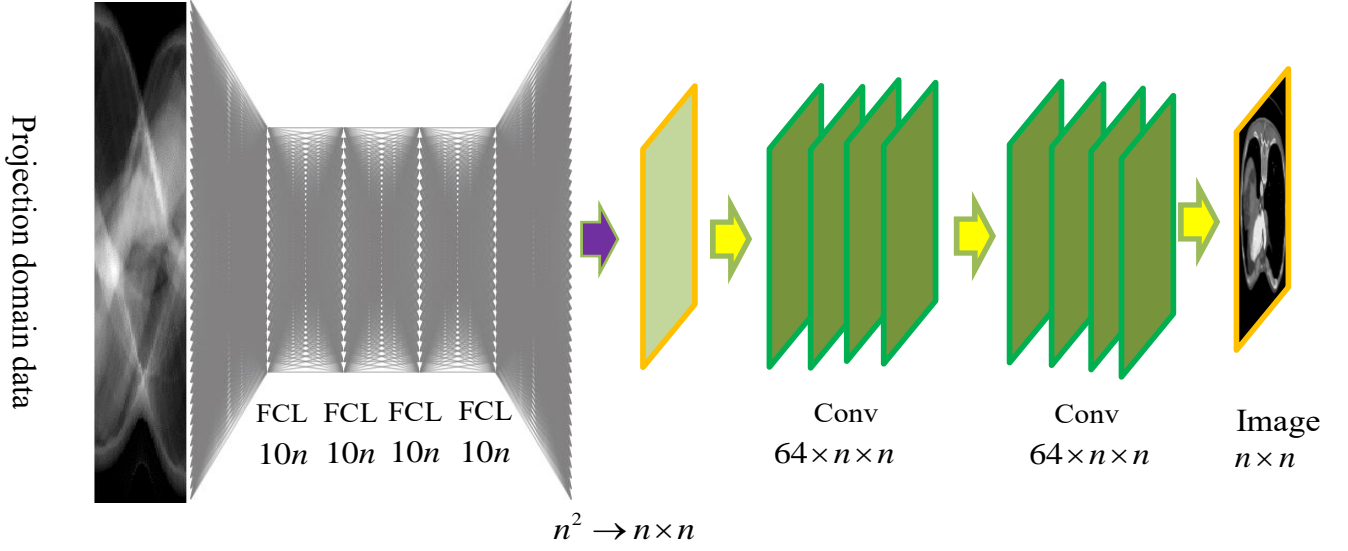 Projection domain data
FCL FCL FCL FCL
10n 10n 10n 10n
n² → n × n
Conv
64 × n × n
Conv
64 × n × n
Image
n × n